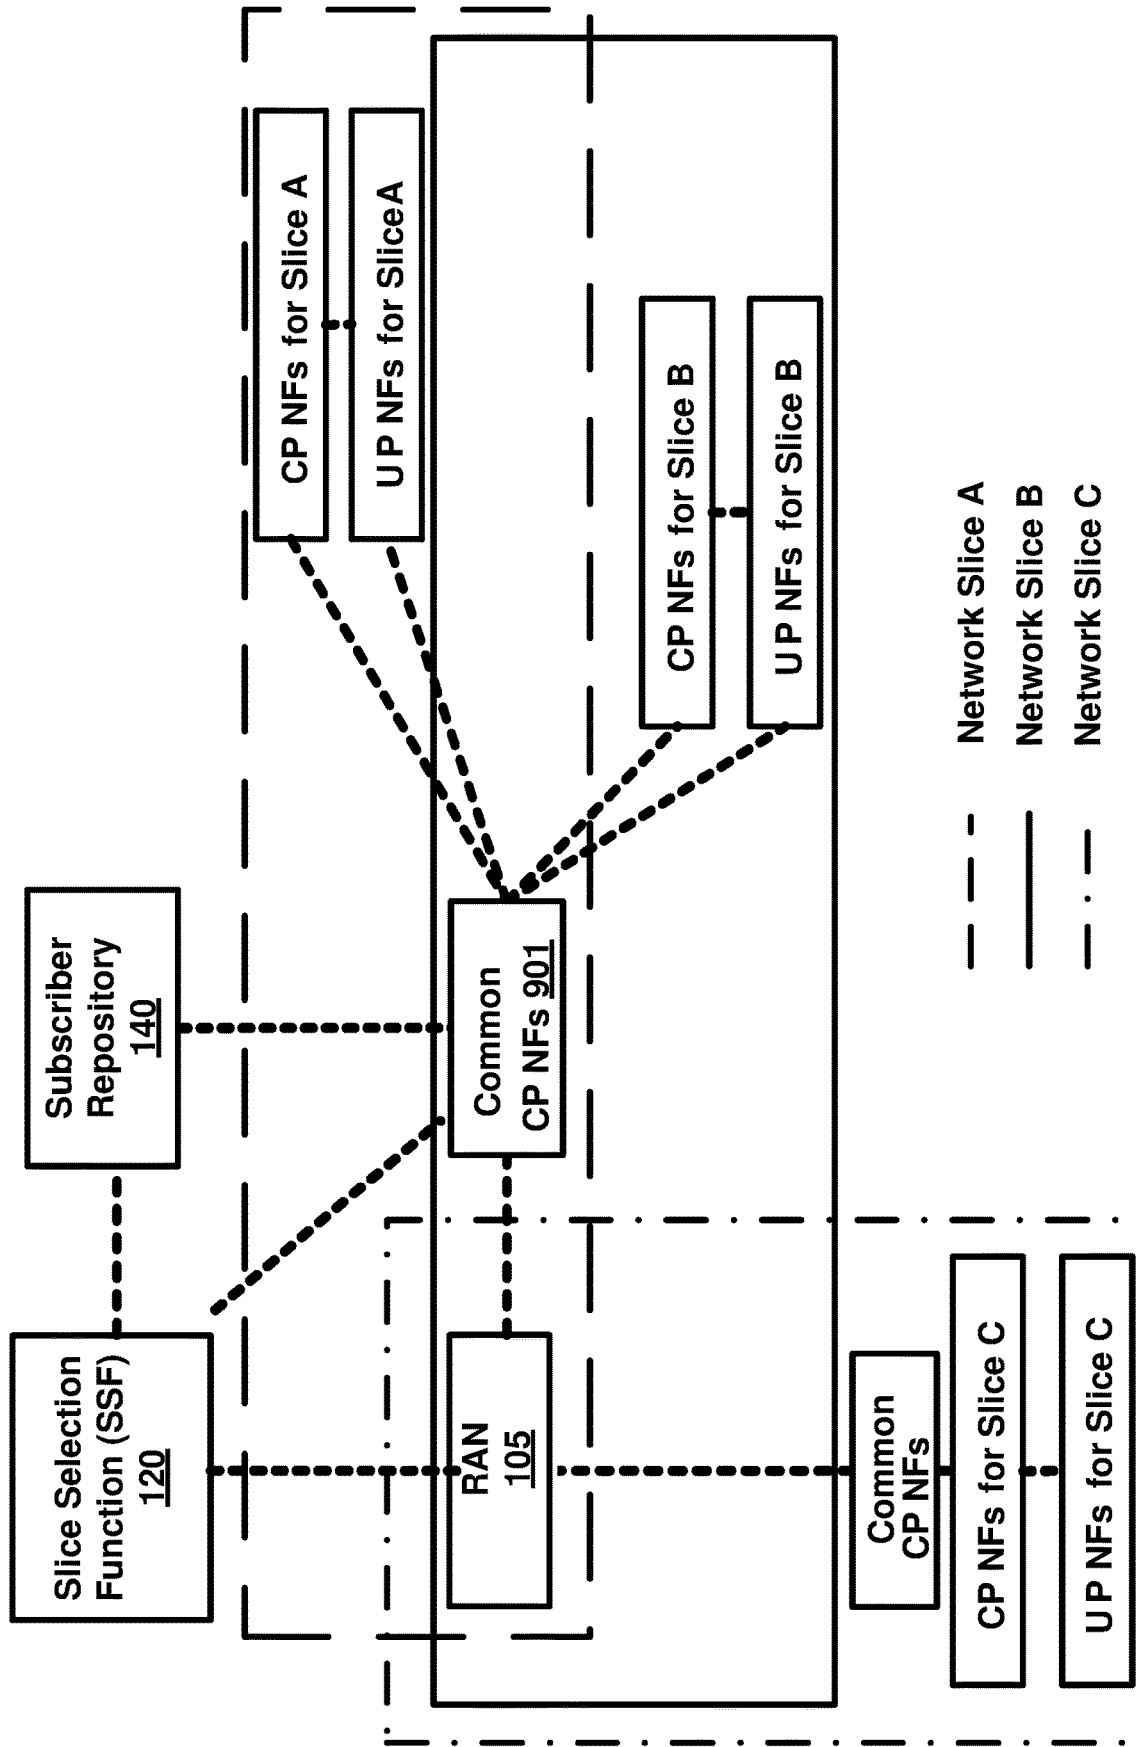 Slice Selection
Function (SSF)
120
Subscriber
Repository
140
CP NFs for Slice A
UP NFs for SliceA
RAN
105
Common
CP NFs 901
CP NFs for Slice B
UP NFs for Slice B
Common
CP NFs
CP NFs for Slice C
UP NFs for Slice C
Network Slice A
Network Slice B
Network Slice C